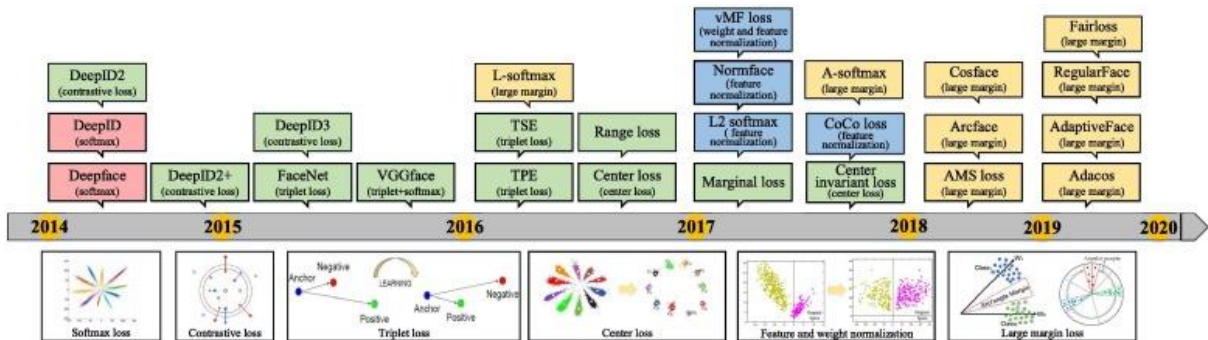 DeepID2
(contrastive loss)
DeepID
(softmax)
Deepface
(softmax)
DeepID2+
(contrastive loss)
DeepID3
(contrastive loss)
FaceNet
(triplet loss)
VGGface
(triplet+softmax)
L-softmax
(large margin)
TSE
(triplet loss)
TPE
(triplet loss)
Range loss
Center loss
(center loss)
vMF loss
(weight and feature
normalization)
Normface
(feature
normalization)
L2 softmax
( feature
normalization)
Marginal loss
A-softmax
(large margin)
CoCo loss
(feature
normalization)
Center
invariant loss
(center loss)
Cosface
(large margin)
Arcface
(large margin)
AMS loss
(large margin)
Fairloss
(large margin)
RegularFace
(large margin)
AdaptiveFace
(large margin)
Adacos
(large margin)
2014
2015
2016
2017
2018
2019
2020
Softmax loss
Contrastive loss
Anchor
Negative
Positive
LEARNING
Anchor
Negative
Positive
Triplet loss
Center loss
Feature and weight normalization
Angular margin
Large margin loss